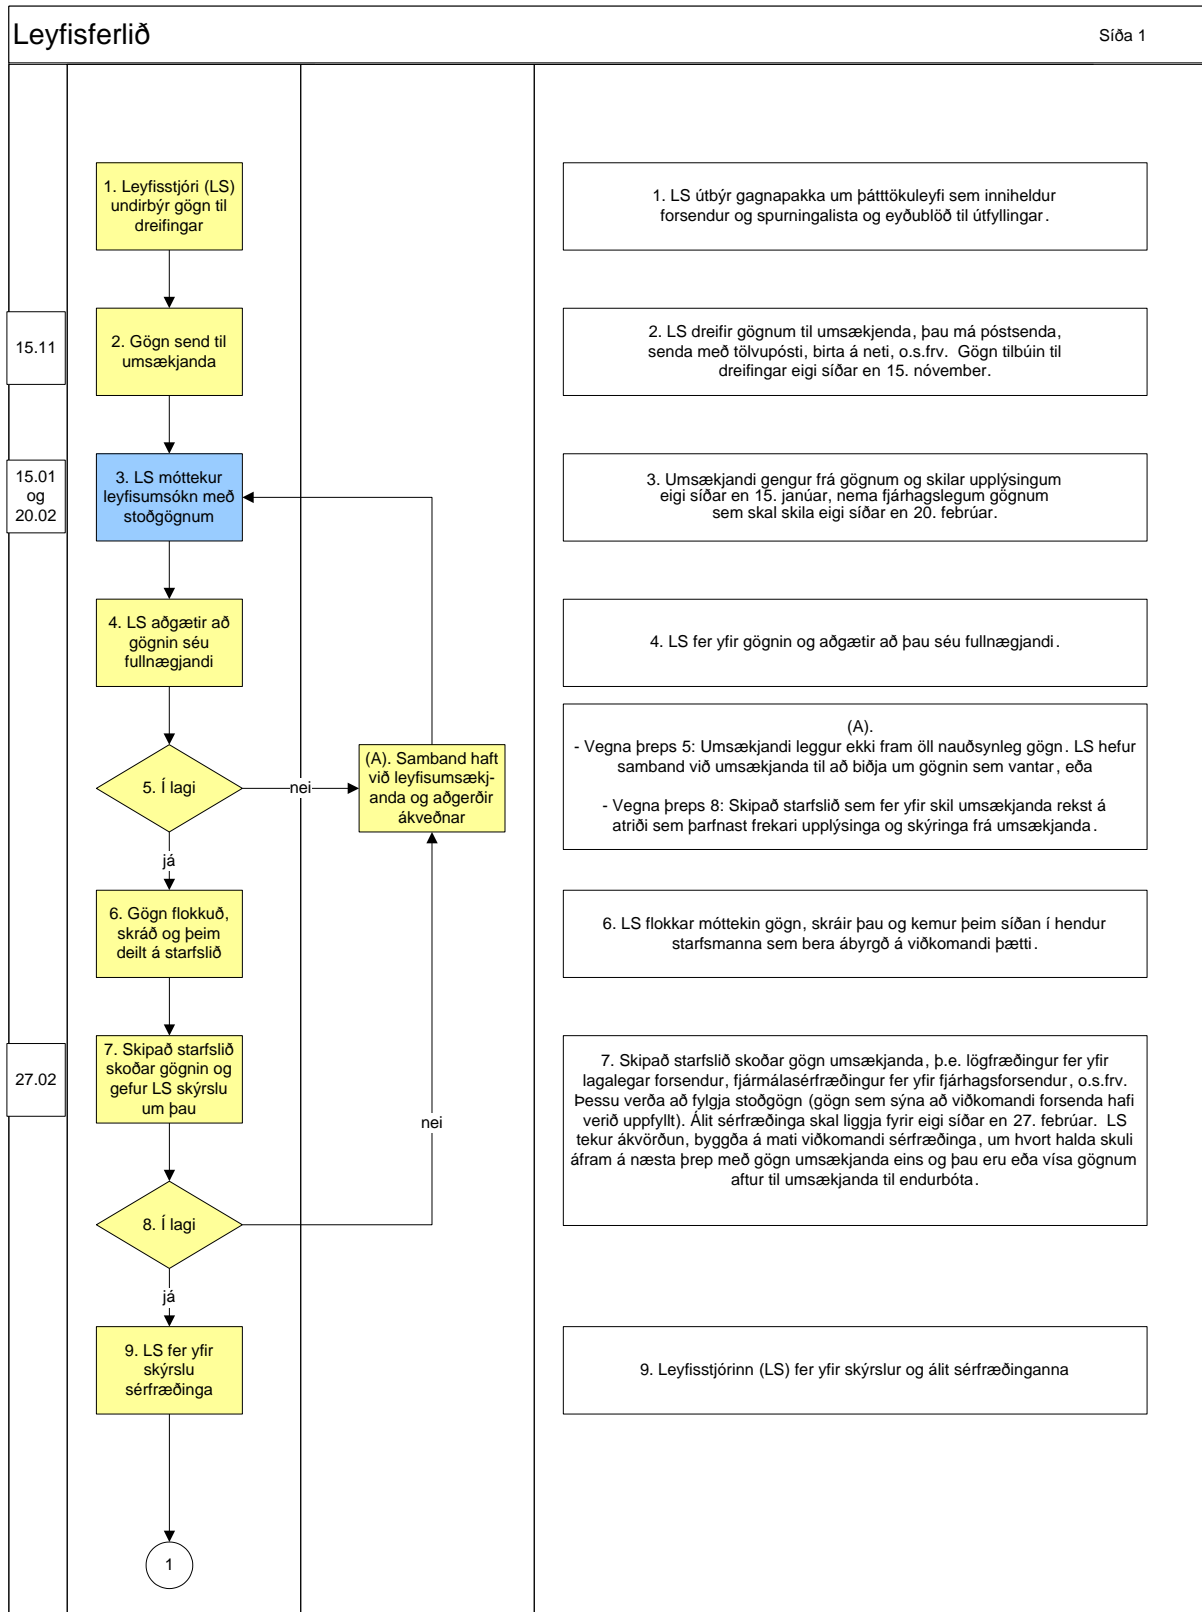 Leyfisferlið
Síða 1
1. Leyfisstjóri (LS)
undirbýr gögn til
dreifingar
1. LS útbýr gagnapakka um þátttökuleyfi sem inniheldur
forsendur og spurningalista og eyðublöð til útfyllingar.
15.11
2. Gögn send til
umsækjanda
2. LS dreifir gögnum til umsækjenda, þau má póstsenda,
senda með tölvupósti, birta á neti, o.s.frv. Gögn tilbúin til
dreifingar eigi síðar en 15. nóvember.
15.01
og
20.02
3. LS móttekur
leyfisumsókn með
stoðgögnum
3. Umsækjandi gengur frá gögnum og skilar upplýsingum
eigi síðar en 15. janúar, nema fjárhagslegum gögnum
sem skal skila eigi síðar en 20. febrúar.
4. LS aðgætir að
gögnin séu
fullnægjandi
4. LS fer yfir gögnin og aðgætir að þau séu fullnægjandi.
5. Í lagi
nei
já
(A). Samband haft
við leyfisumsækj-
anda og aðgerðir
ákveðnar
(A).
- Vegna þreps 5: Umsækjandi leggur ekki fram öll nauðsynleg gögn. LS hefur
samband við umsækjanda til að biðja um gögnin sem vantar, eða
- Vegna þreps 8: Skipað starfslið sem fer yfir skil umsækjanda rekst á
atriði sem þarfnast frekari upplýsinga og skýringa frá umsækjanda.
6. Gögn flokkuð,
skráð og þeim
deilt á starfslið
6. LS flokkar móttekin gögn, skráir þau og kemur þeim síðan í hendur
starfsmanna sem bera ábyrgð á viðkomandi þætti.
27.02
7. Skipað starfslið
skoðar gögnin og
gefur LS skýrslu
um þau
7. Skipað starfslið skoðar gögn umsækjanda, þ.e. lögfræðingur fer yfir
lagalegar forsendur, fjármálasérfræðingur fer yfir fjárhagsforsendur, o.s.frv.
Þessu verða að fylgja stoðgögn (gögn sem sýna að viðkomandi forsenda hafi
verið uppfyllt). Álit sérfræðinga skal liggja fyrir eigi síðar en 27. febrúar. LS
tekur ákvörðun, byggða á mati viðkomandi sérfræðinga, um hvort halda skuli
áfram á næsta þrep með gögn umsækjanda eins og þau eru eða vísa gögnum
aftur til umsækjanda til endurbóta.
nei
8. Í lagi
já
9. LS fer yfir
skýrslu
sérfræðinga
9. Leyfisstjórinn (LS) fer yfir skýrslur og álit sérfræðinganna
1